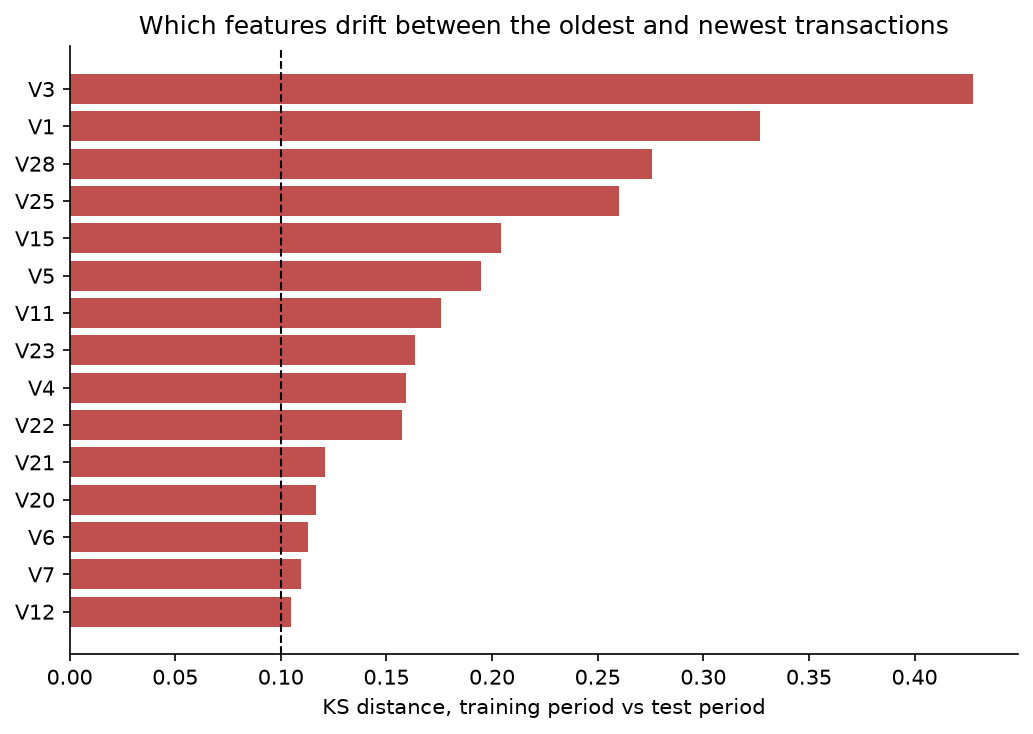 Which features drift between the oldest and newest transactions
V3
V1
V28
V25
V15
V5
V11
V23
V4
V22
V21
V20
V6
V7
V12
0.00 0.05 0.10 0.15 0.20 0.25 0.30 0.35 0.40
KS distance, training period vs test period